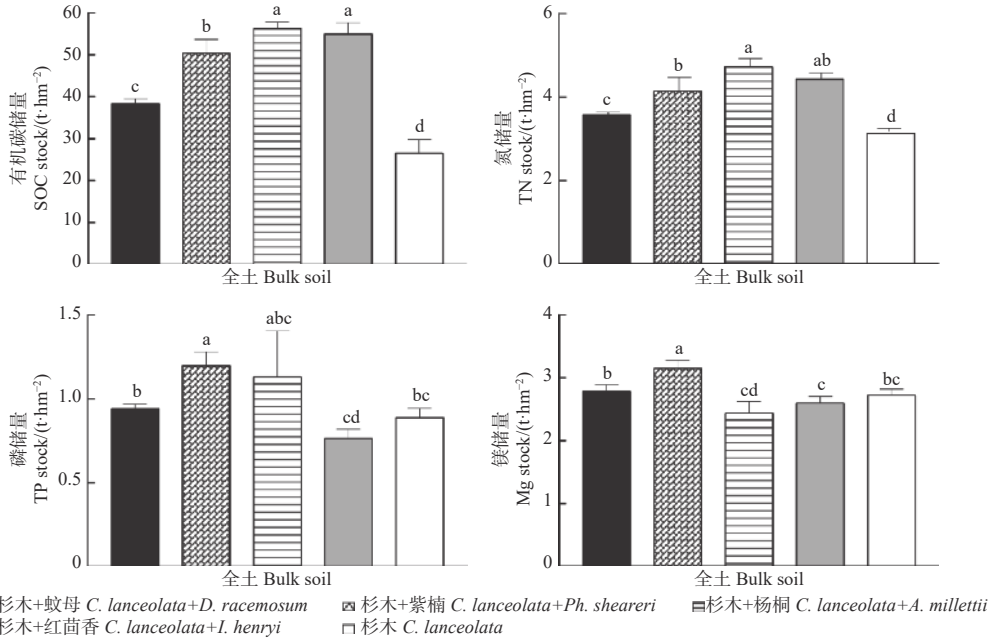 60
50
40
30
20
10
0
有机碳储量
SOC stock/(t·hm⁻²)
c
b
a
a
d
全土 Bulk soil
6
4
2
0
氮储量
TN stock/(t·hm⁻²)
c
b
a
ab
d
全土 Bulk soil
1.5
1.0
0.5
0
磷储量
TP stock/(t·hm⁻²)
b
a
abc
cd
bc
全土 Bulk soil
4
3
2
1
0
镁储量
Mg stock/(t·hm⁻²)
b
a
cd
c
bc
全土 Bulk soil
杉木+蚊母 C. lanceolata+D. racemosum 杉木+紫楠 C. lanceolata+Ph. sheareri 杉木+杨桐 C. lanceolata+A. millettii
杉木+红茴香 C. lanceolata+I. henryi 杉木 C. lanceolata